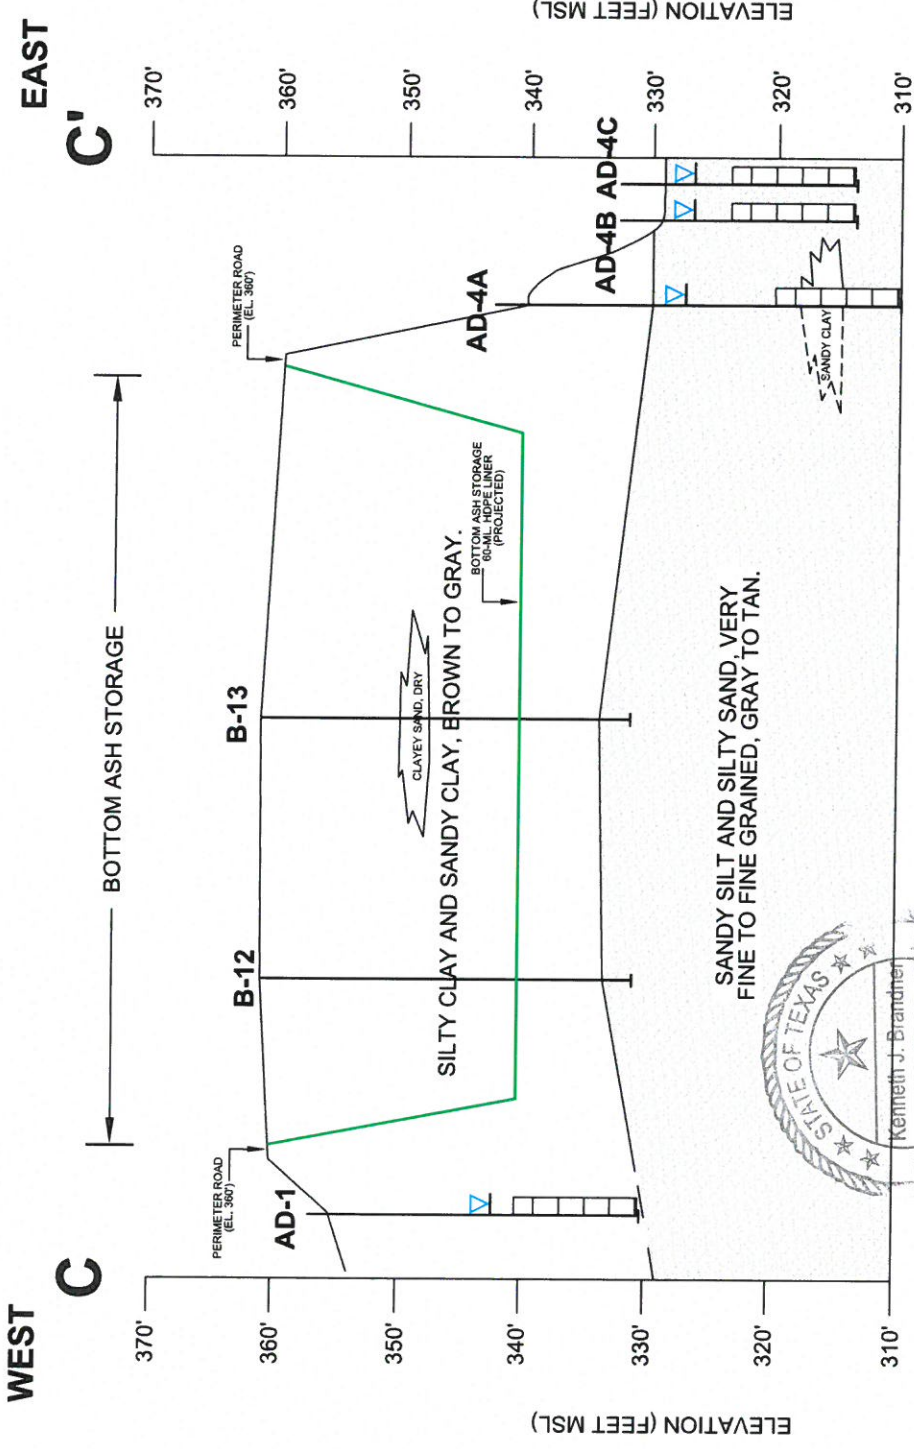 WEST
EAST
C
C'
BOTTOM ASH STORAGE
PERIMETER ROAD
(EL. 360')
PERIMETER ROAD
(EL. 360')
AD-1
B-12
B-13
AD-4A
AD-4B
AD-4C
370'
360'
350'
340'
330'
320'
310'
370'
360'
350'
340'
330'
320'
310'
ELEVATION (FEET MSL)
ELEVATION (FEET MSL)
CLAYEY SAND, DRY
SILTY CLAY AND SANDY CLAY, BROWN TO GRAY.
BOTTOM ASH STORAGE
60-ML HDPE LINER
(PROJECTED)
SANDY CLAY
SANDY SILT AND SILTY SAND, VERY
FINE TO FINE GRAINED, GRAY TO TAN.
STATE OF TEXAS
Kenneth J. Brandner